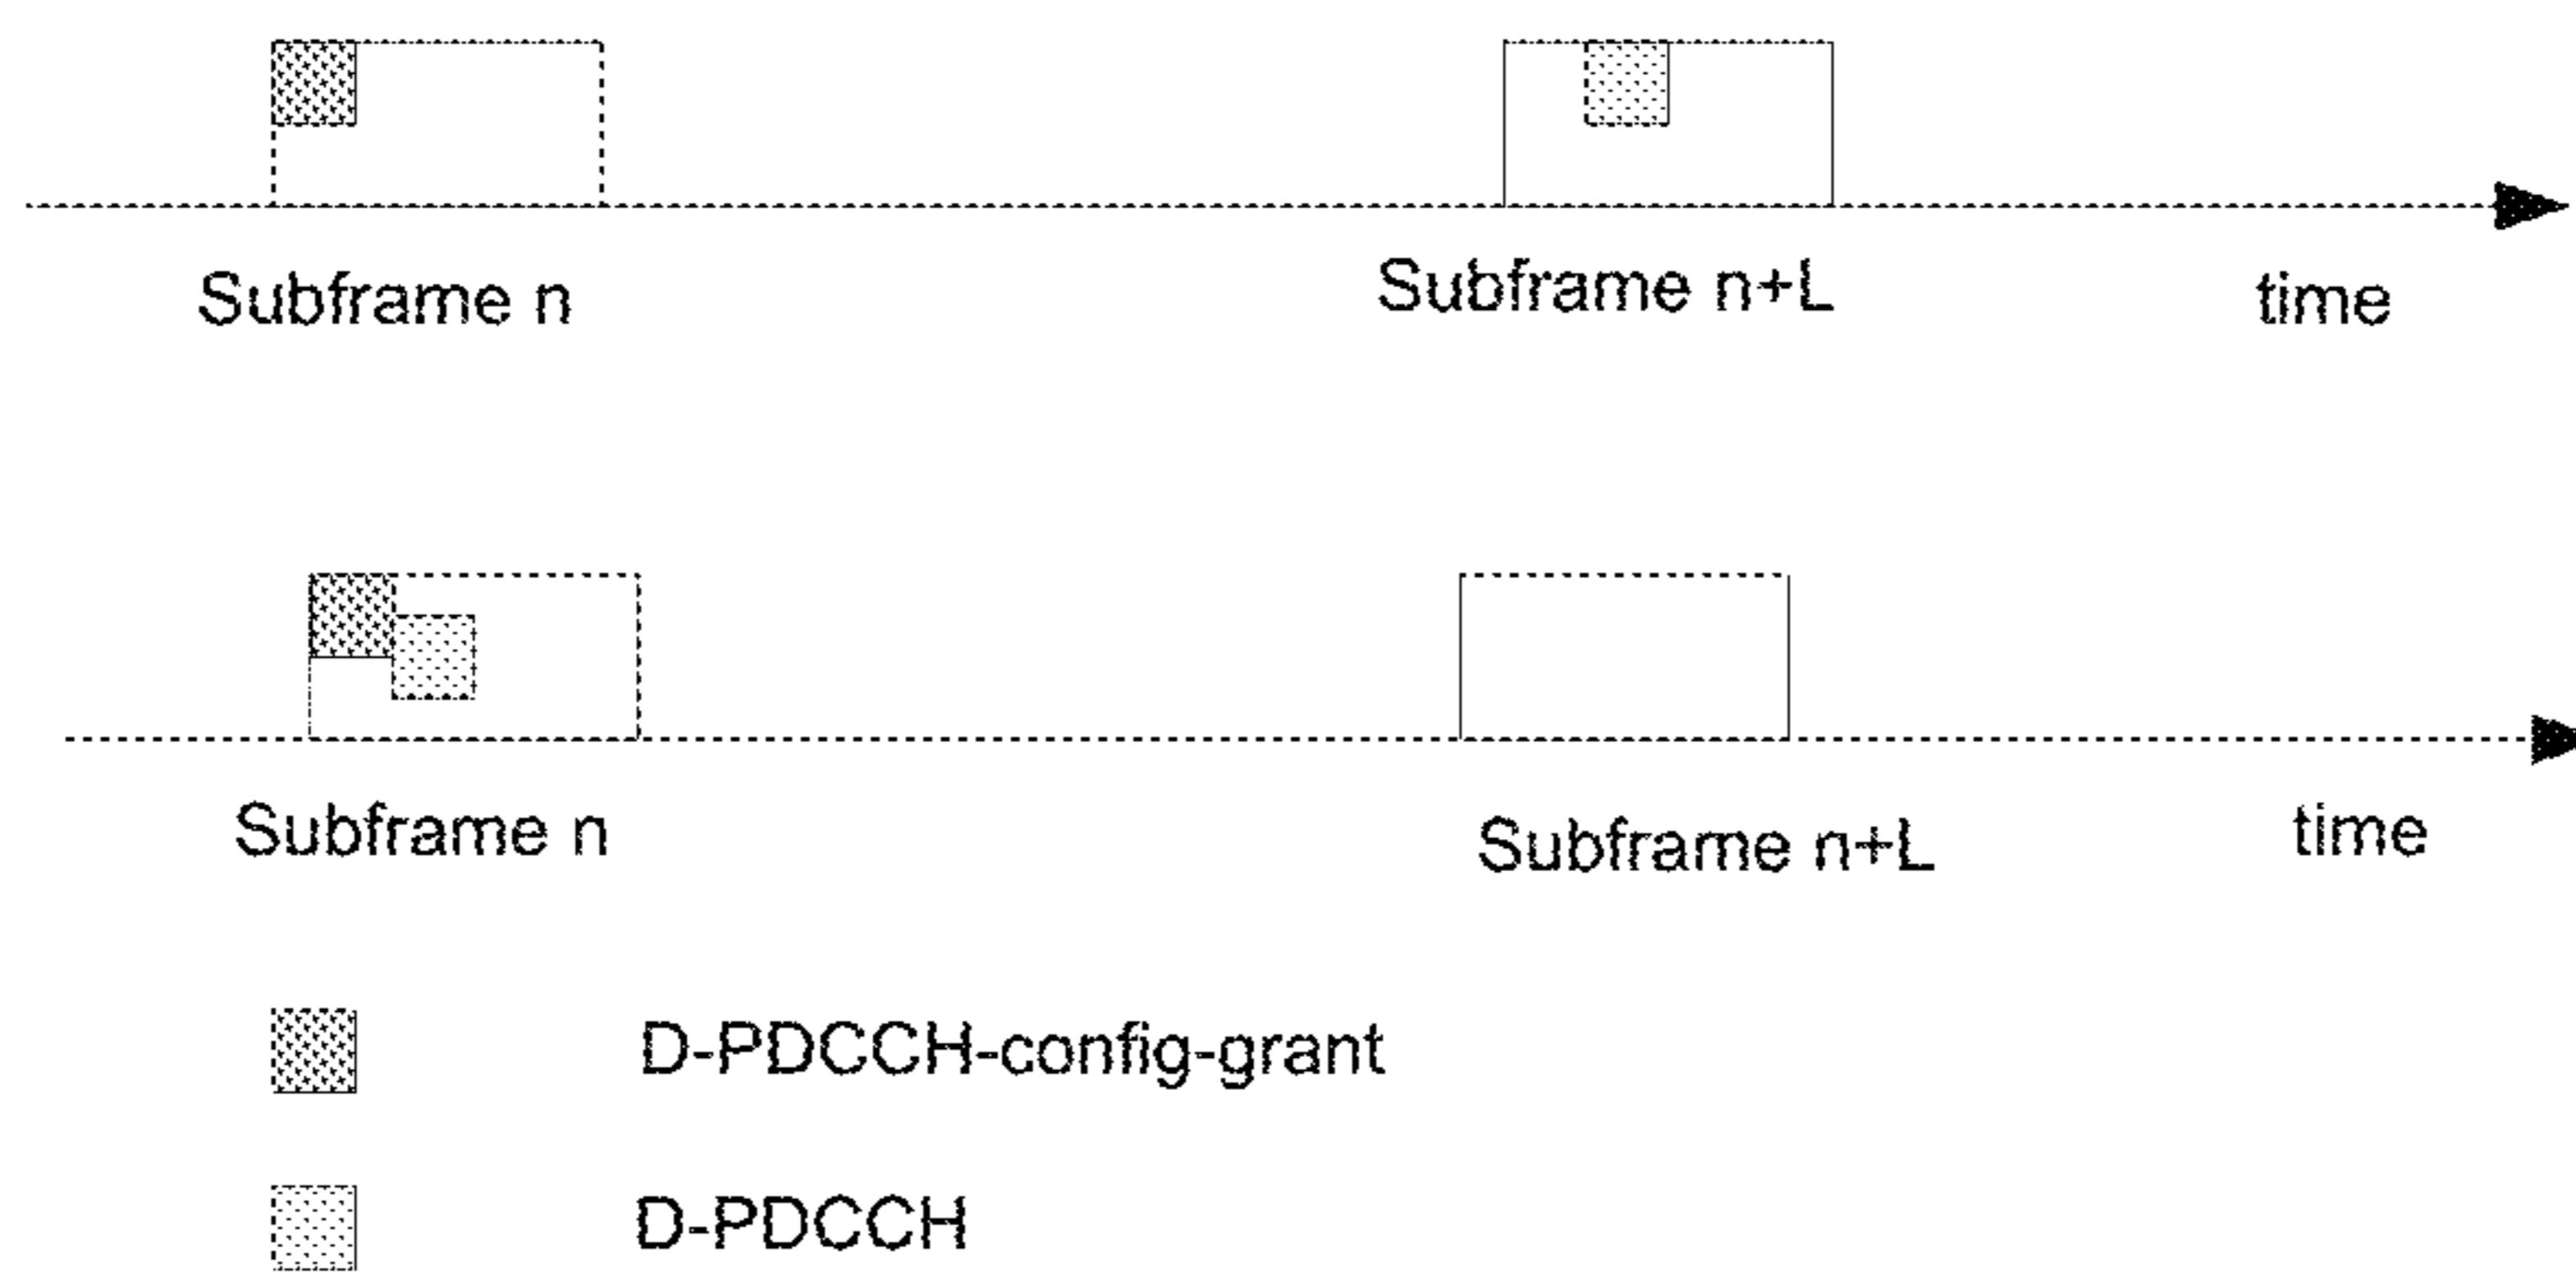 Subframe n
Subframe n+L
time
Subframe n
Subframe n+L
time
D-PDCCH-config-grant
D-PDCCH